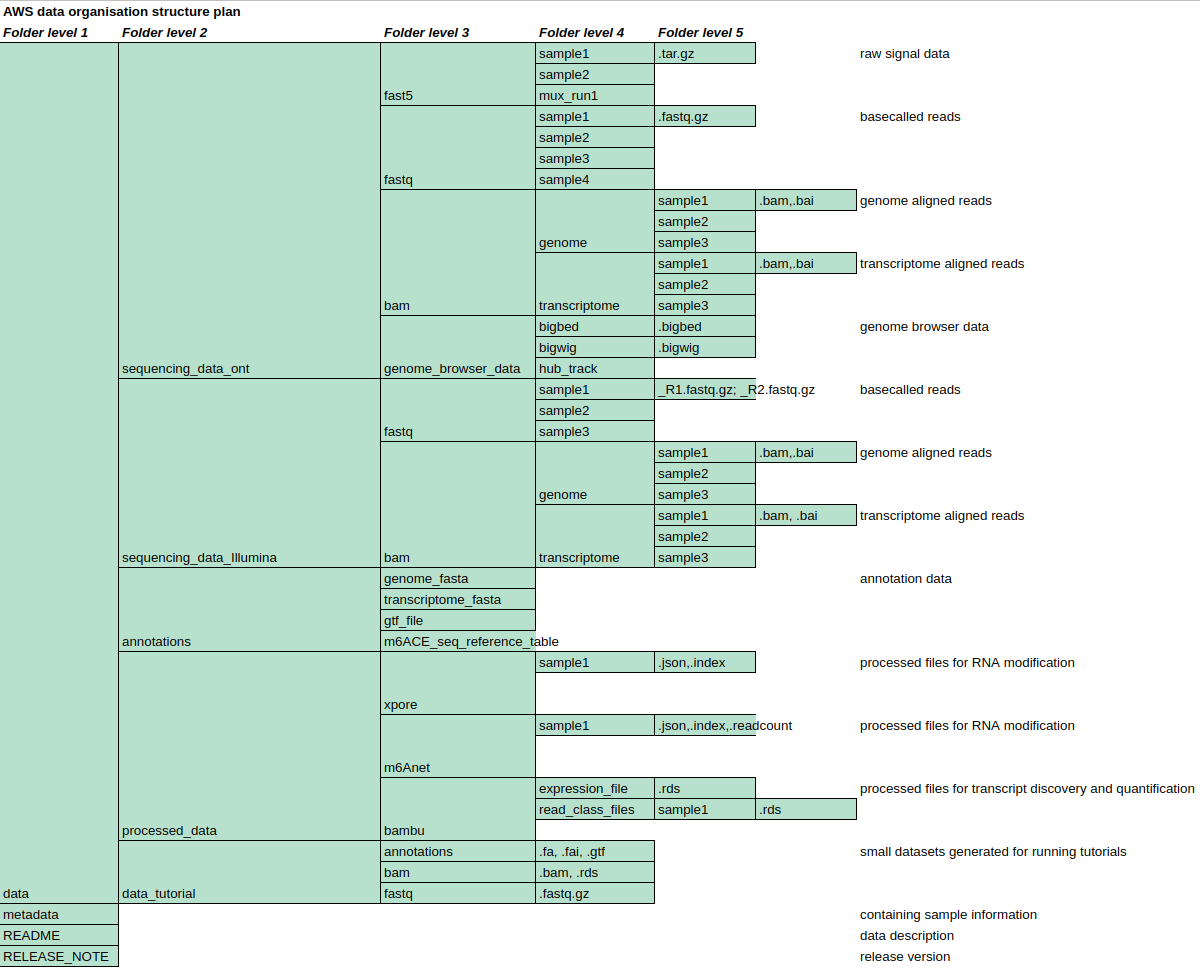 AWS data organisation structure plan
Folder level 1 Folder level 2 Folder level 3 Folder level 4 Folder level 5
sample1 .tar.gz raw signal data
sample2
fast5 mux_run1
sample1 .fastq.gz basecalled reads
sample2
sample3
fastq sample4
sample1 .bam,.bai genome aligned reads
sample2
genome sample3
sample1 .bam,.bai transcriptome aligned reads
sample2
bam transcriptome sample3
bigbed .bigbed genome browser data
bigwig .bigwig
sequencing_data_ont genome_browser_data hub_track
sample1 _R1.fastq.gz; _R2.fastq.gz basecalled reads
sample2
fastq sample3
sample1 .bam,.bai genome aligned reads
sample2
genome sample3
sample1 .bam, .bai transcriptome aligned reads
sample2
sequencing_data_Illumina bam transcriptome sample3
genome_fasta annotation data
transcriptome_fasta
gtf_file
annotations m6ACE_seq_reference_table
sample1 .json,.index processed files for RNA modification
xpore
sample1 .json,.index,.readcount processed files for RNA modification
m6Anet
expression_file .rds processed files for transcript discovery and quantification
read_class_files sample1 .rds
processed_data bambu
annotations .fa, .fai, .gtf small datasets generated for running tutorials
bam .bam, .rds
data data_tutorial fastq .fastq.gz
metadata containing sample information
README data description
RELEASE_NOTE release version